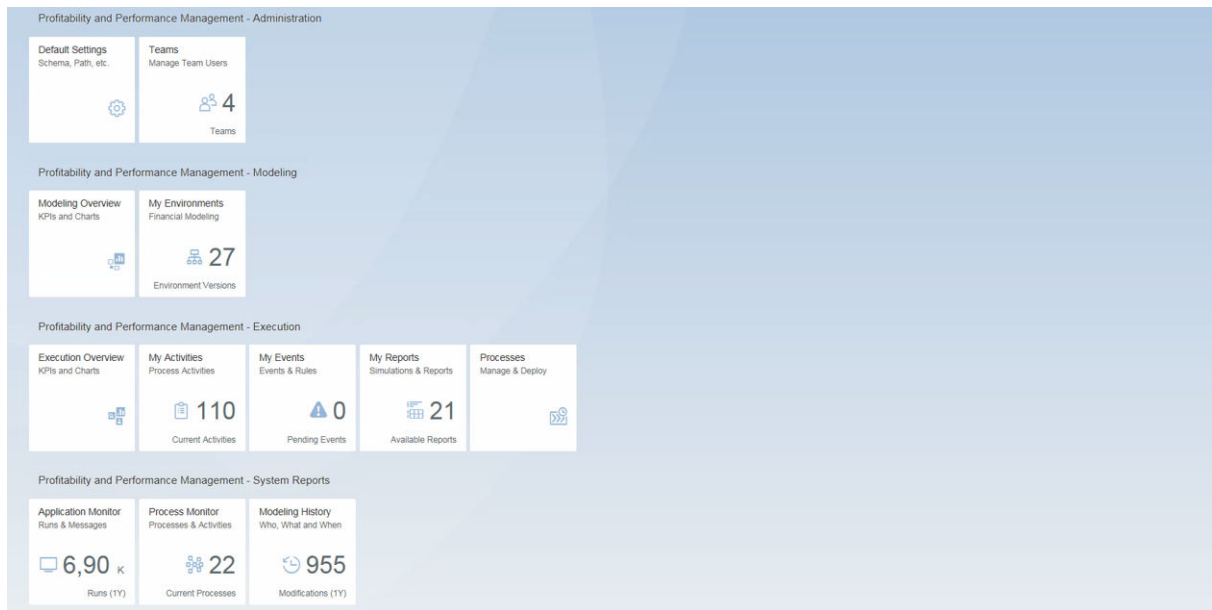 Profitability and Performance Management - Administration
Default Settings
Schema, Path, etc.
Teams
Manage Team Users
4
Teams
Profitability and Performance Management - Modeling
Modeling Overview
KPIs and Charts
My Environments
Financial Modeling
27
Environment Versions
Profitability and Performance Management - Execution
Execution Overview
KPIs and Charts
My Activities
Process Activities
110
Current Activities
My Events
Events & Rules
0
Pending Events
My Reports
Simulations & Reports
21
Available Reports
Processes
Manage & Deploy
Profitability and Performance Management - System Reports
Application Monitor
Runs & Messages
6,90 K
Runs (1Y)
Process Monitor
Processes & Activities
22
Current Processes
Modeling History
Who, What and When
955
Modifications (1Y)